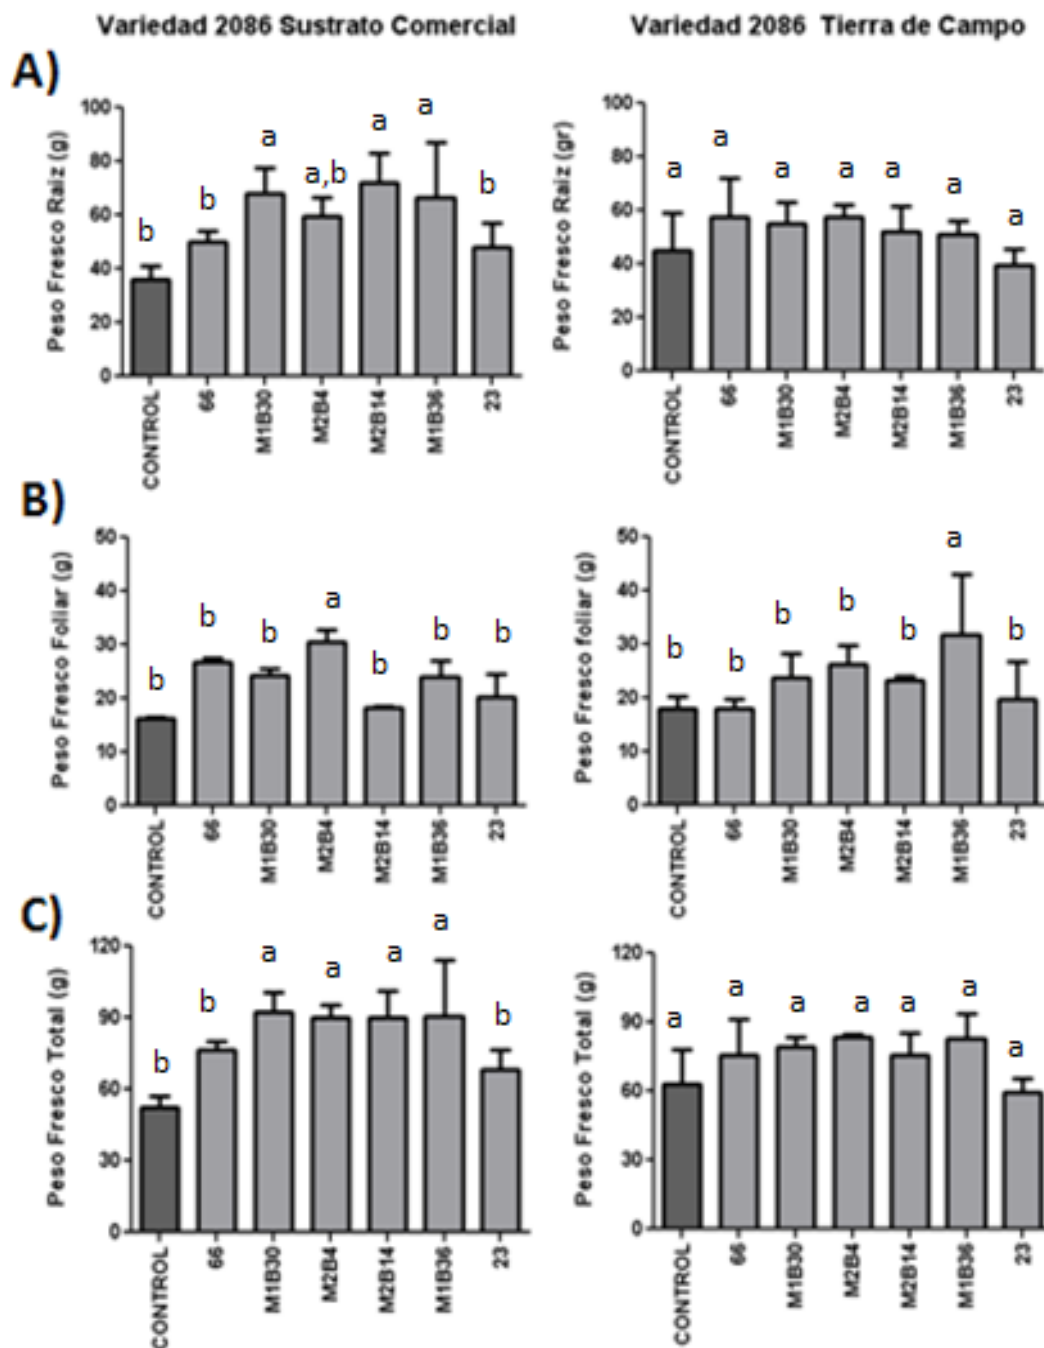 Variedad 2086 Sustrato Comercial
Variedad 2086 Tierra de Campo
A)
Peso Fresco Raiz (g)
100
80
60
40
20
0
b
b
a
a,b
a
a
b
CONTROL
66
M1B30
M2B4
M2B14
M1B36
23
Peso Fresco Raiz (gr)
100
80
60
40
20
0
a
a
a
a
a
a
a
CONTROL
66
M1B30
M2B4
M2B14
M1B36
23
B)
Peso Fresco Foliar (g)
50
40
30
20
10
0
b
b
b
a
b
b
b
CONTROL
66
M1B30
M2B4
M2B14
M1B36
23
Peso Fresco foliar (g)
50
40
30
20
10
0
b
b
b
b
b
a
b
CONTROL
66
M1B30
M2B4
M2B14
M1B36
23
C)
Peso Fresco Total (g)
120
90
60
30
0
b
b
a
a
a
a
b
CONTROL
66
M1B30
M2B4
M2B14
M1B36
23
Peso Fresco Total (g)
120
90
60
30
0
a
a
a
a
a
a
a
CONTROL
66
M1B30
M2B4
M2B14
M1B36
23